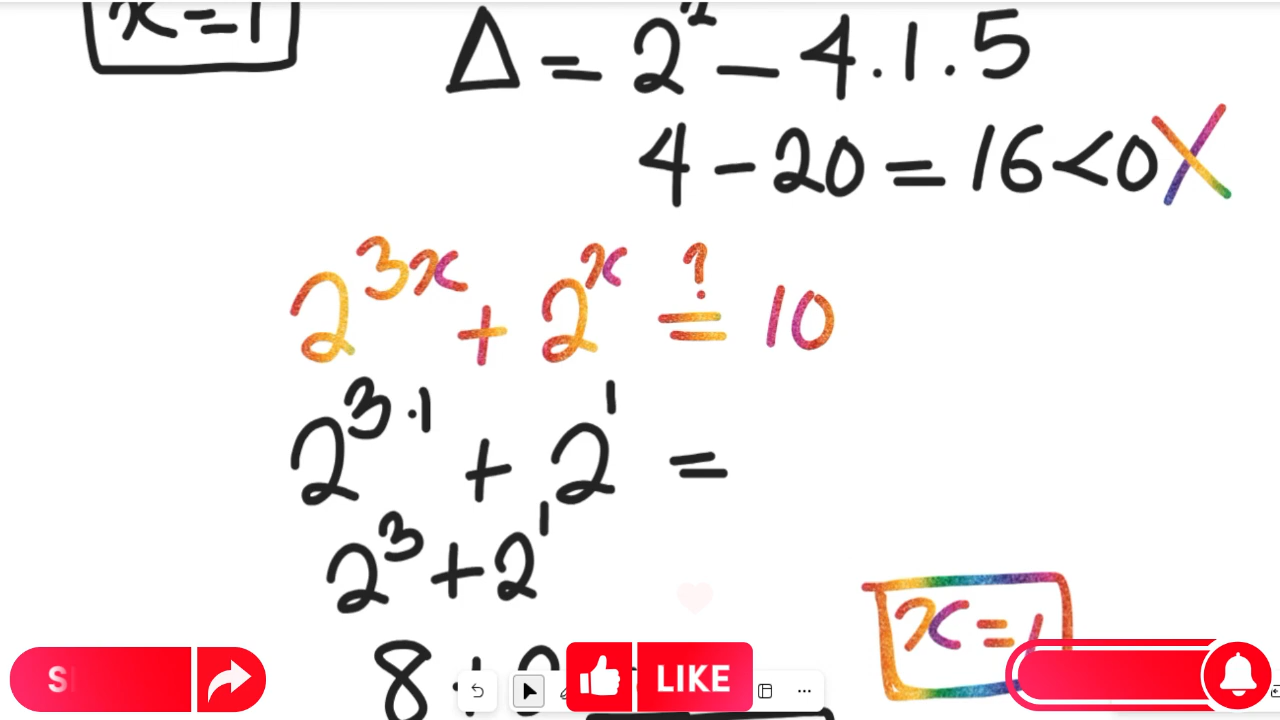 x=1
Δ = 2² - 4.1.5
4 - 20 = 16 < 0 X
2^3x + 2^x ?= 10
2^3·1 + 2^1 =
2^3 + 2^1
x=1
8 +
LIKE